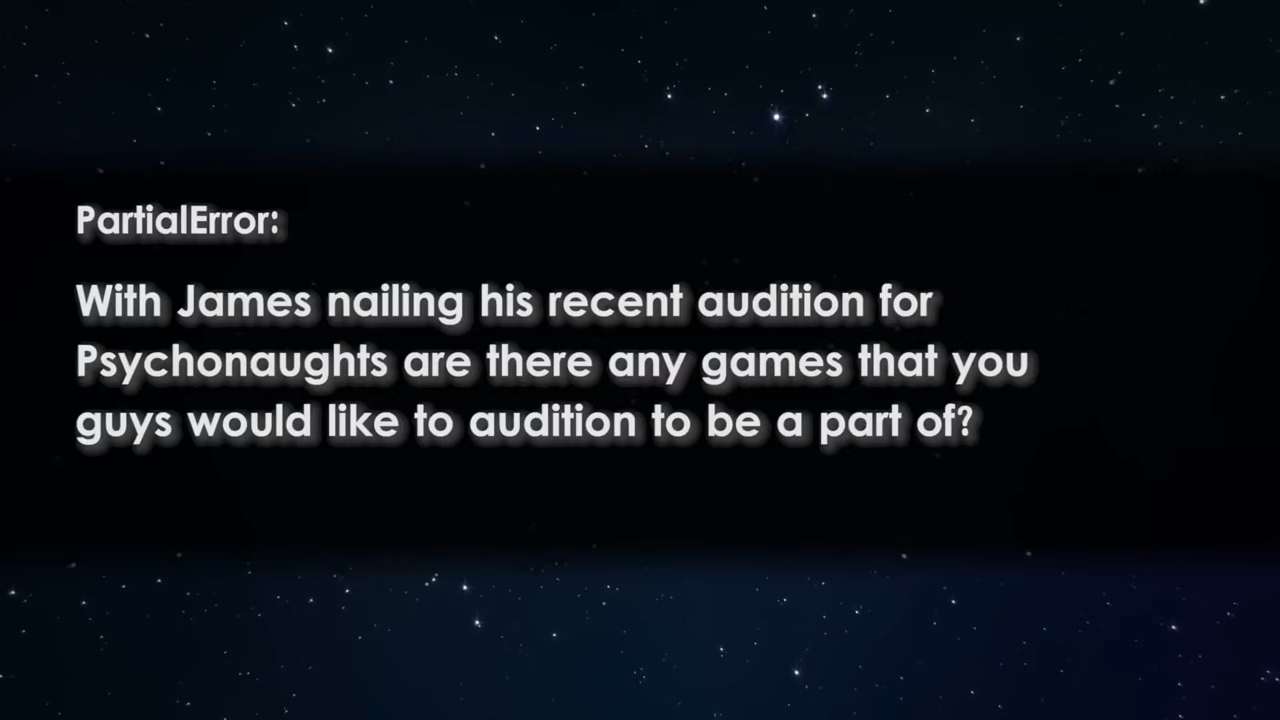 PartialError:
With James nailing his recent audition for
Psychonaughts are there any games that you
guys would like to audition to be a part of?